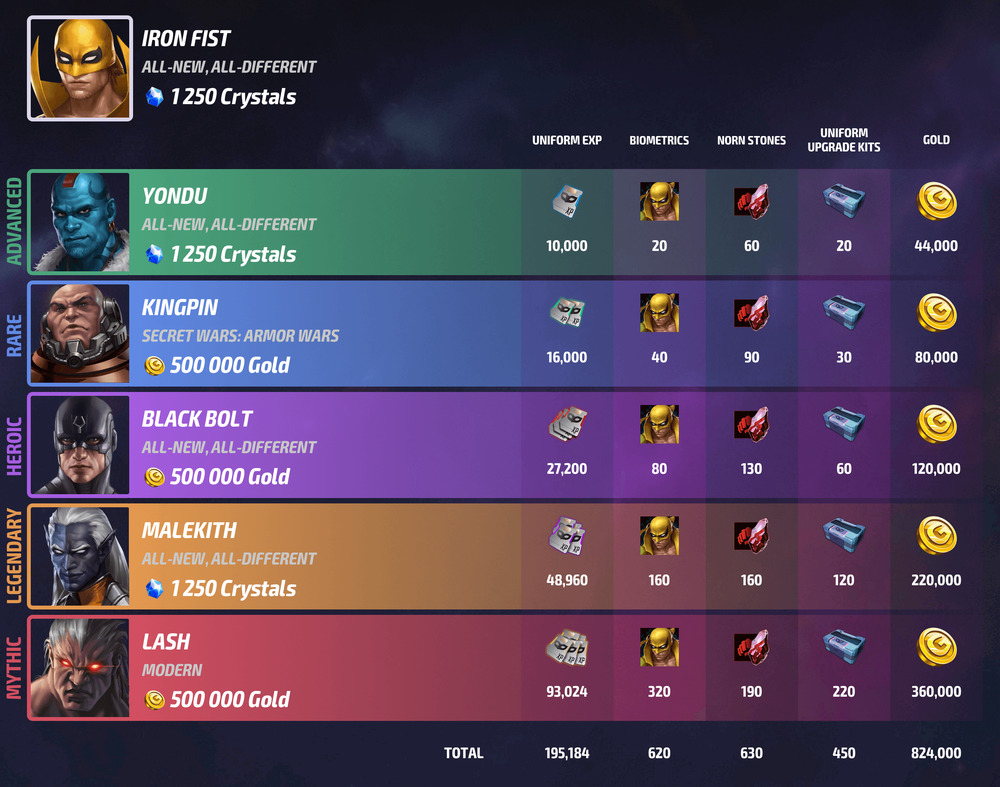 IRON FIST
ALL-NEW, ALL-DIFFERENT
1 250 Crystals
UNIFORM EXP BIOMETRICS NORN STONES UNIFORM UPGRADE KITS GOLD
ADVANCED
YONDU
ALL-NEW, ALL-DIFFERENT
1 250 Crystals
10,000 20 60 20 44,000
RARE
KINGPIN
SECRET WARS: ARMOR WARS
500 000 Gold
16,000 40 90 30 80,000
HEROIC
BLACK BOLT
ALL-NEW, ALL-DIFFERENT
500 000 Gold
27,200 80 130 60 120,000
LEGENDARY
MALEKITH
ALL-NEW, ALL-DIFFERENT
1 250 Crystals
48,960 160 160 120 220,000
MYTHIC
LASH
MODERN
500 000 Gold
93,024 320 190 220 360,000
TOTAL 195,184 620 630 450 824,000